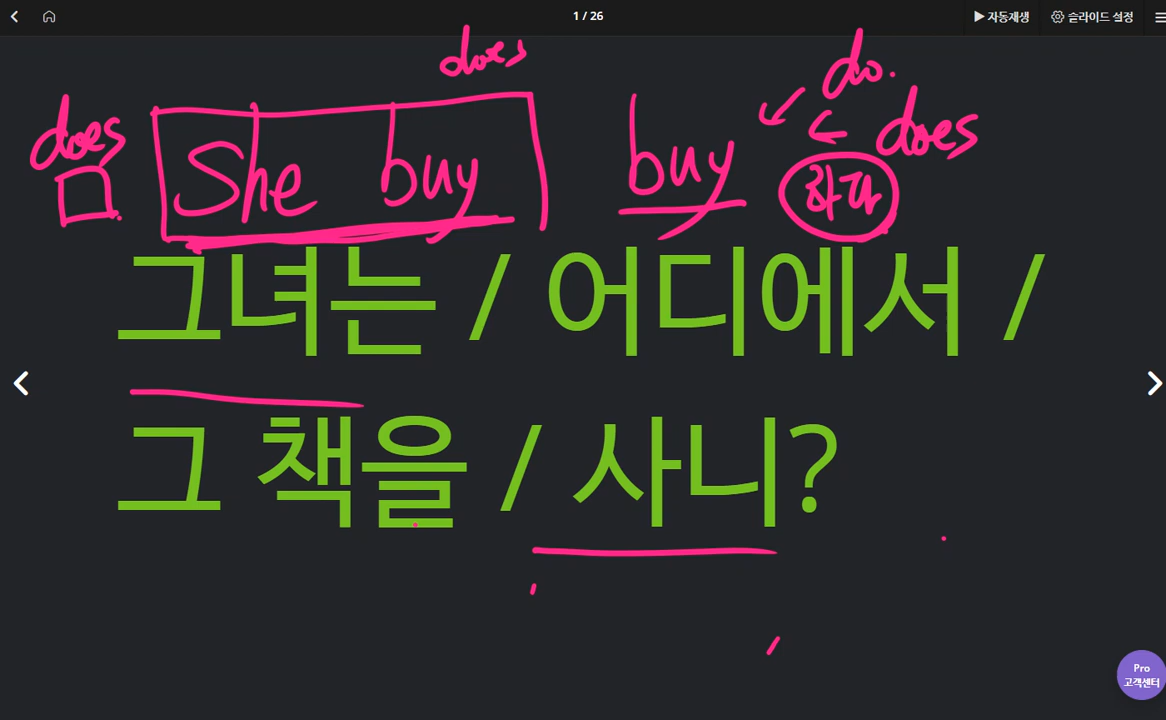 1 / 26
자동재생
슬라이드 설정
does
do.
does
does
She buy
buy
하다
그녀는 / 어디에서 /
그 책을 / 사니?
Pro
고객센터